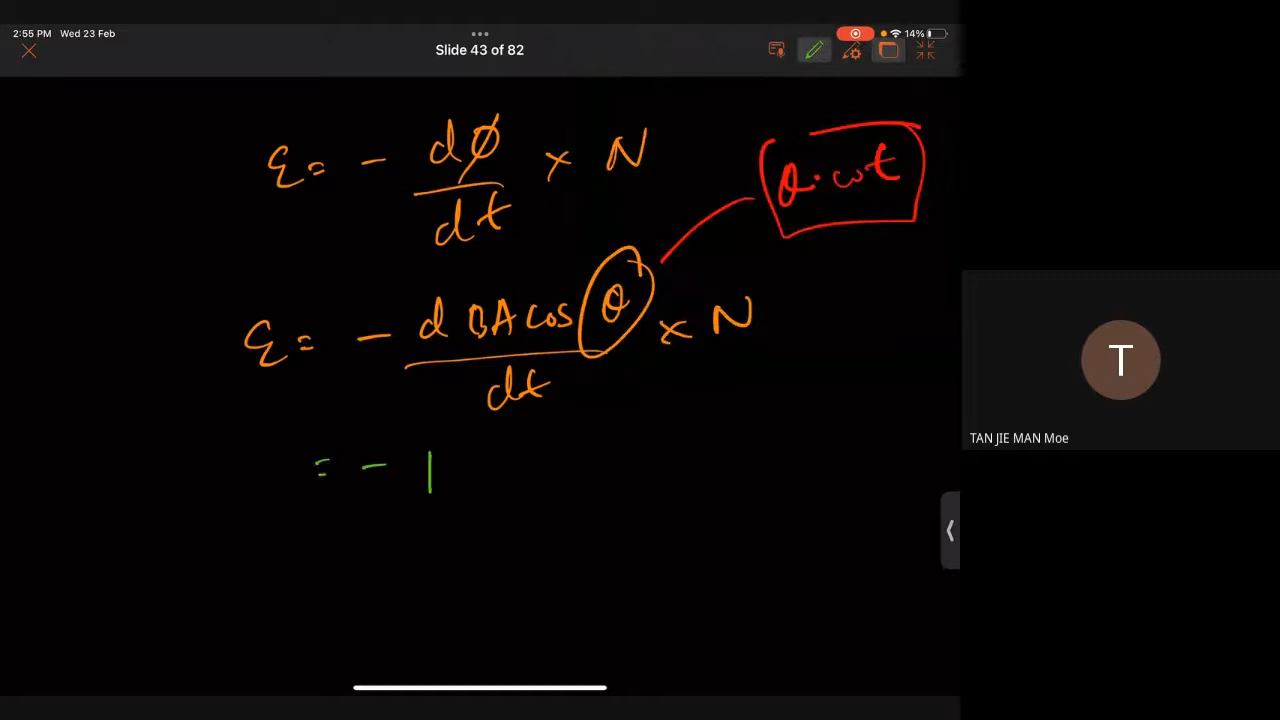 2:55 PM Wed 23 Feb
14%
Slide 43 of 82
ε = - dφ/dt × N
θ = ωt
ε = - d BA cos θ/dt × N
= - |
T
TAN JIE MAN Moe